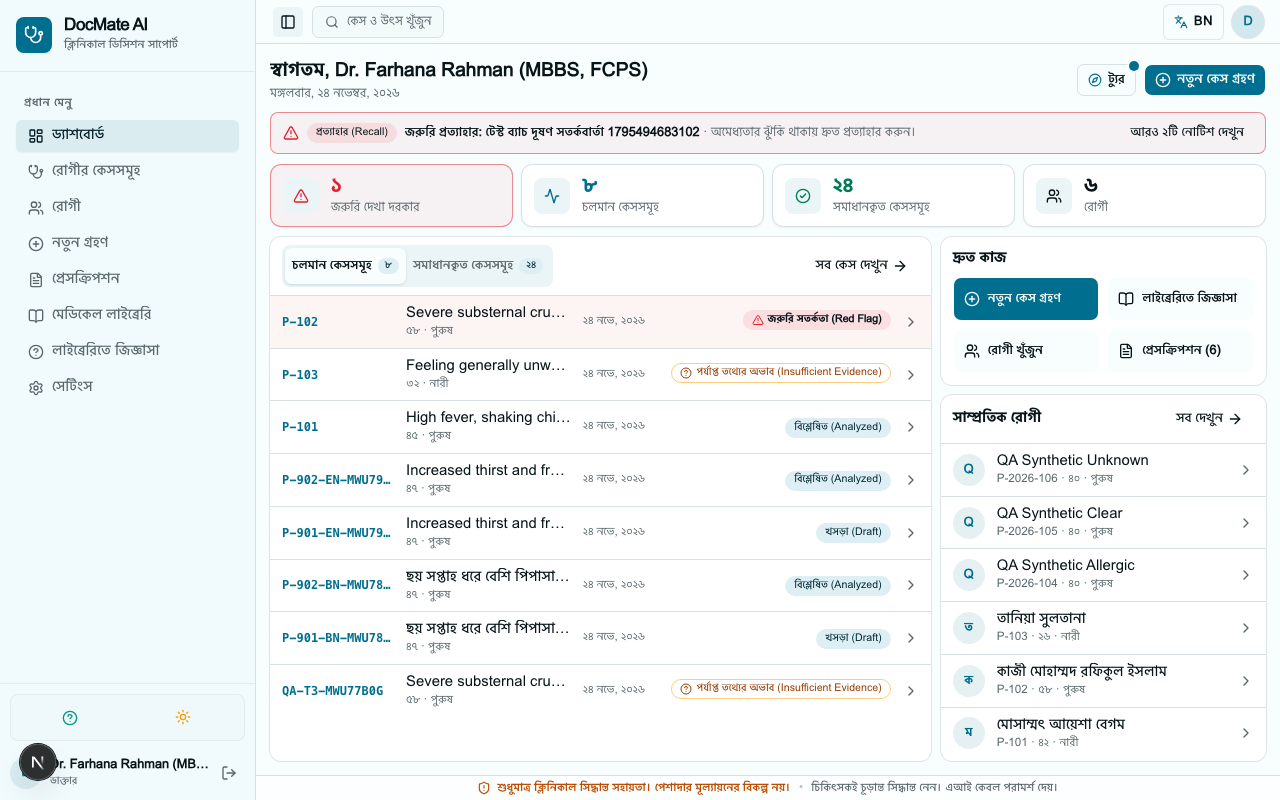 DocMate AI
ক্লিনিকাল ডিসিশন সাপোর্ট
প্রধান মেনু
ড্যাশবোর্ড
রোগীর কেসসমূহ
রোগী
নতুন গ্রহণ
প্রেসক্রিপশন
মেডিকেল লাইব্রেরি
লাইব্রেরিতে জিজ্ঞাসা
সেটিংস
N
Dr. Farhana Rahman (MB...
ডাক্তার
কেস ও উৎস খুঁজুন
BN
D
স্বাগতম, Dr. Farhana Rahman (MBBS, FCPS)
মঙ্গলবার, ২৪ নভেম্বর, ২০২৬
ট্যুর
নতুন কেস গ্রহণ
প্রত্যাহার (Recall) জরুরি প্রত্যাহার: টেস্ট ব্যাচ দূষণ সতর্কবার্তা 1795494683102 · অমেধ্যতার ঝুঁকি থাকায় দ্রুত প্রত্যাহার করুন। আরও ২টি নোটিশ দেখুন
১
জরুরি দেখা দরকার
৮
চলমান কেসসমূহ
২৪
সমাধানকৃত কেসসমূহ
৬
রোগী
চলমান কেসসমূহ ৮ সমাধানকৃত কেসসমূহ ২৪ সব কেস দেখুন
P-102 Severe substernal cru... ২৪ নভে, ২০২৬ জরুরি সতর্কতা (Red Flag)
৫৮ · পুরুষ
P-103 Feeling generally unw... ২৪ নভে, ২০২৬ পর্যাপ্ত তথ্যের অভাব (Insufficient Evidence)
৩২ · নারী
P-101 High fever, shaking chi... ২৪ নভে, ২০২৬ বিশ্লেষিত (Analyzed)
৪৫ · পুরুষ
P-902-EN-MWU79... Increased thirst and fr... ২৪ নভে, ২০২৬ বিশ্লেষিত (Analyzed)
৪৭ · পুরুষ
P-901-EN-MWU79... Increased thirst and fr... ২৪ নভে, ২০২৬ খসড়া (Draft)
৪৭ · পুরুষ
P-902-BN-MWU78... ছয় সপ্তাহ ধরে বেশি পিপাসা... ২৪ নভে, ২০২৬ বিশ্লেষিত (Analyzed)
৪৭ · পুরুষ
P-901-BN-MWU78... ছয় সপ্তাহ ধরে বেশি পিপাসা... ২৪ নভে, ২০২৬ খসড়া (Draft)
৪৭ · পুরুষ
QA-T3-MWU77B0G Severe substernal cru... ২৪ নভে, ২০২৬ পর্যাপ্ত তথ্যের অভাব (Insufficient Evidence)
৫৮ · পুরুষ
দ্রুত কাজ
নতুন কেস গ্রহণ
লাইব্রেরিতে জিজ্ঞাসা
রোগী খুঁজুন
প্রেসক্রিপশন (6)
সাম্প্রতিক রোগী সব দেখুন
Q QA Synthetic Unknown
P-2026-106 · ৪০ · পুরুষ
Q QA Synthetic Clear
P-2026-105 · ৪০ · পুরুষ
Q QA Synthetic Allergic
P-2026-104 · ৪০ · পুরুষ
ত তানিয়া সুলতানা
P-103 · ২৬ · নারী
ক কাজী মোহাম্মদ রফিকুল ইসলাম
P-102 · ৫৮ · পুরুষ
ম মোসাম্মৎ আয়েশা বেগম
P-101 · ৪২ · নারী
শুধুমাত্র ক্লিনিকাল সিদ্ধান্ত সহায়তা। পেশাদার মূল্যায়নের বিকল্প নয়। • চিকিৎসকই চূড়ান্ত সিদ্ধান্ত নেন। এআই কেবল পরামর্শ দেয়।